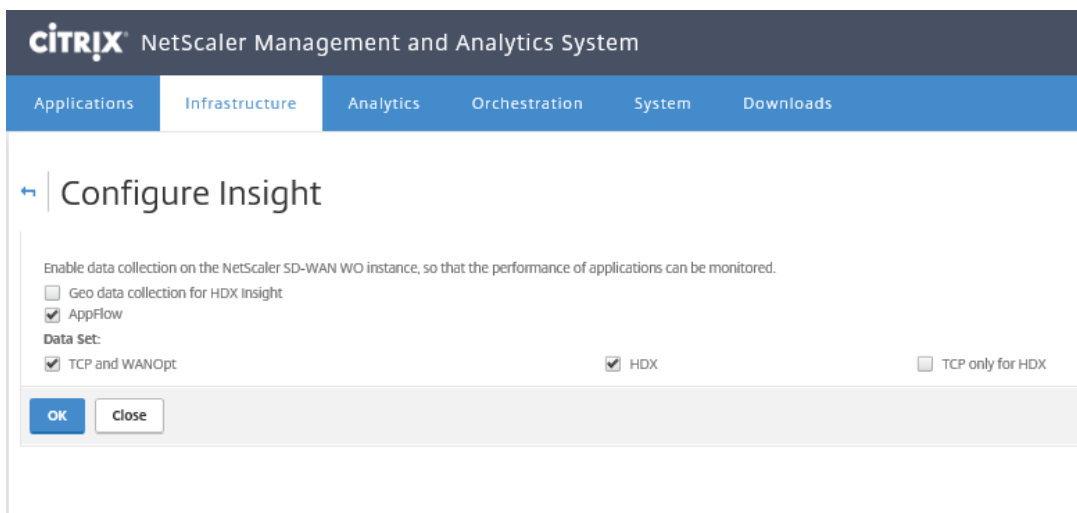 CİTRIX® NetScaler Management and Analytics System
Applications Infrastructure Analytics Orchestration System Downloads
Configure Insight
Enable data collection on the NetScaler SD-WAN WO instance, so that the performance of applications can be monitored.
Geo data collection for HDX Insight
AppFlow
Data Set:
TCP and WANOpt HDX TCP only for HDX
OK Close